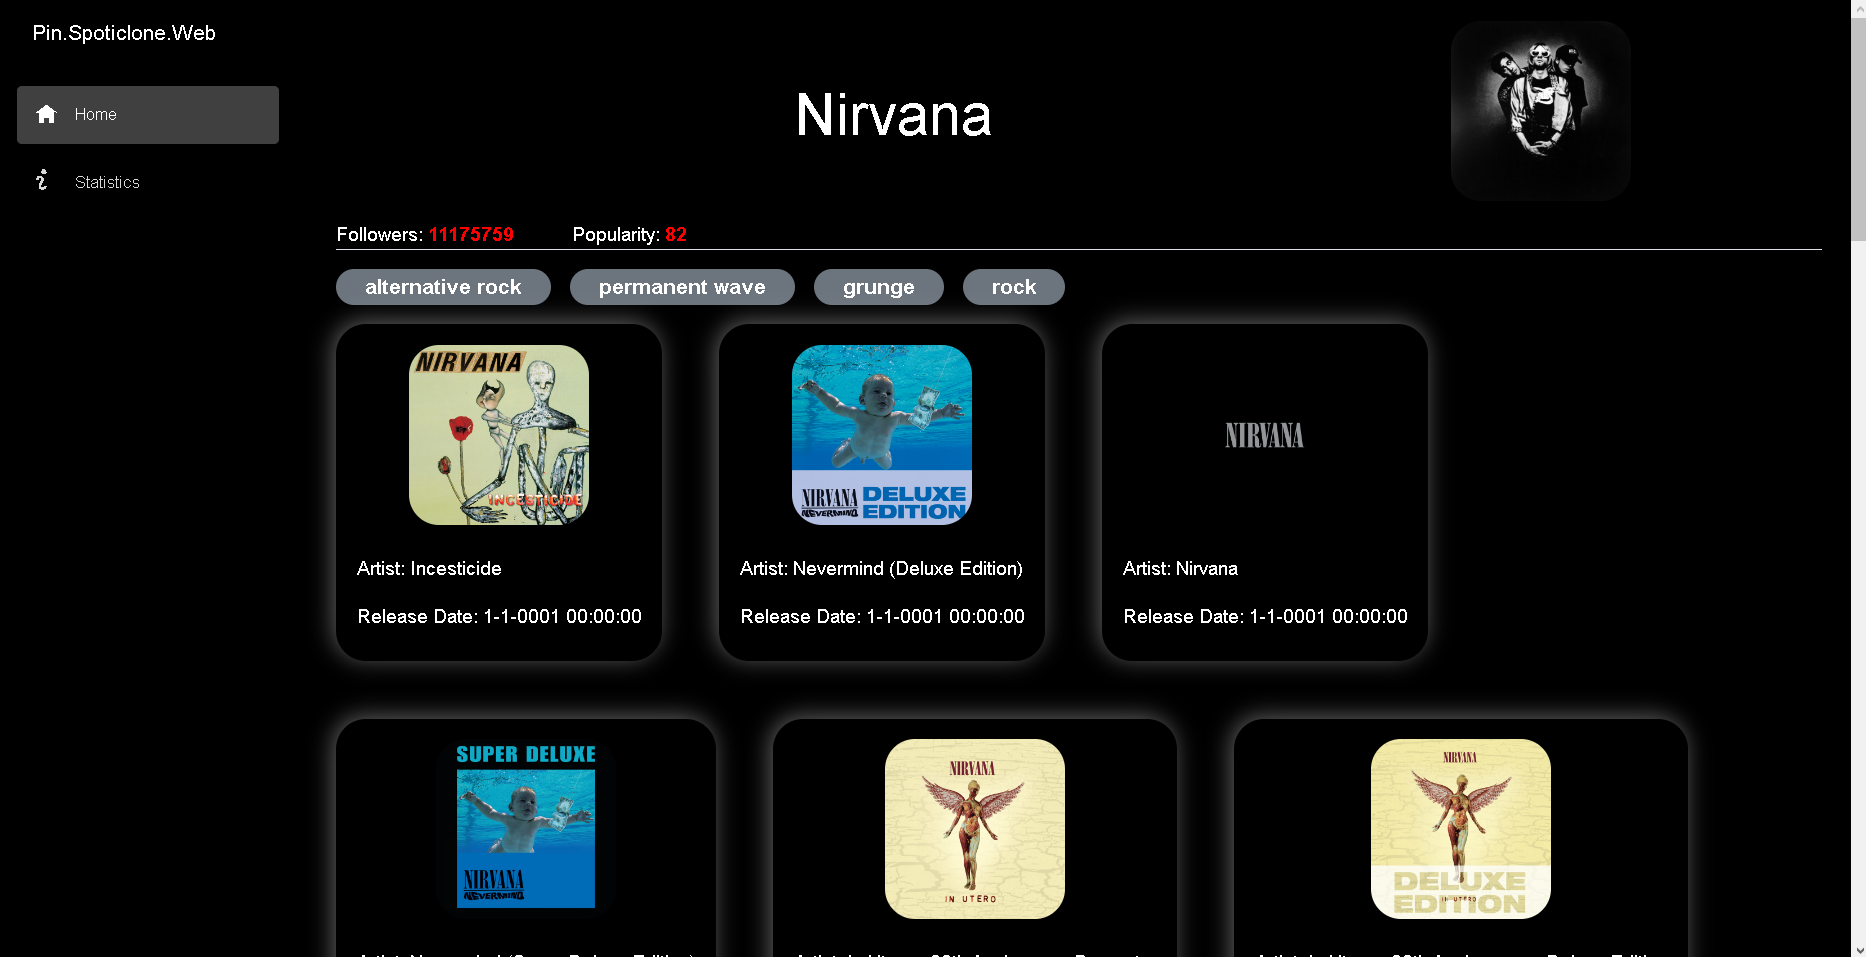 Pin.Spoticlone.Web
Home
Statistics
Nirvana
Followers: 11175759 Popularity: 82
alternative rock permanent wave grunge rock
NIRVANA
INCESTICIDE
NIRVANA
NEVERMIND
DELUXE
EDITION
NIRVANA
Artist: Incesticide
Artist: Nevermind (Deluxe Edition)
Artist: Nirvana
Release Date: 1-1-0001 00:00:00
Release Date: 1-1-0001 00:00:00
Release Date: 1-1-0001 00:00:00
SUPER DELUXE
NIRVANA
NEVERMIND
NIRVANA
IN UTERO
NIRVANA
DELUXE
EDITION
IN UTERO